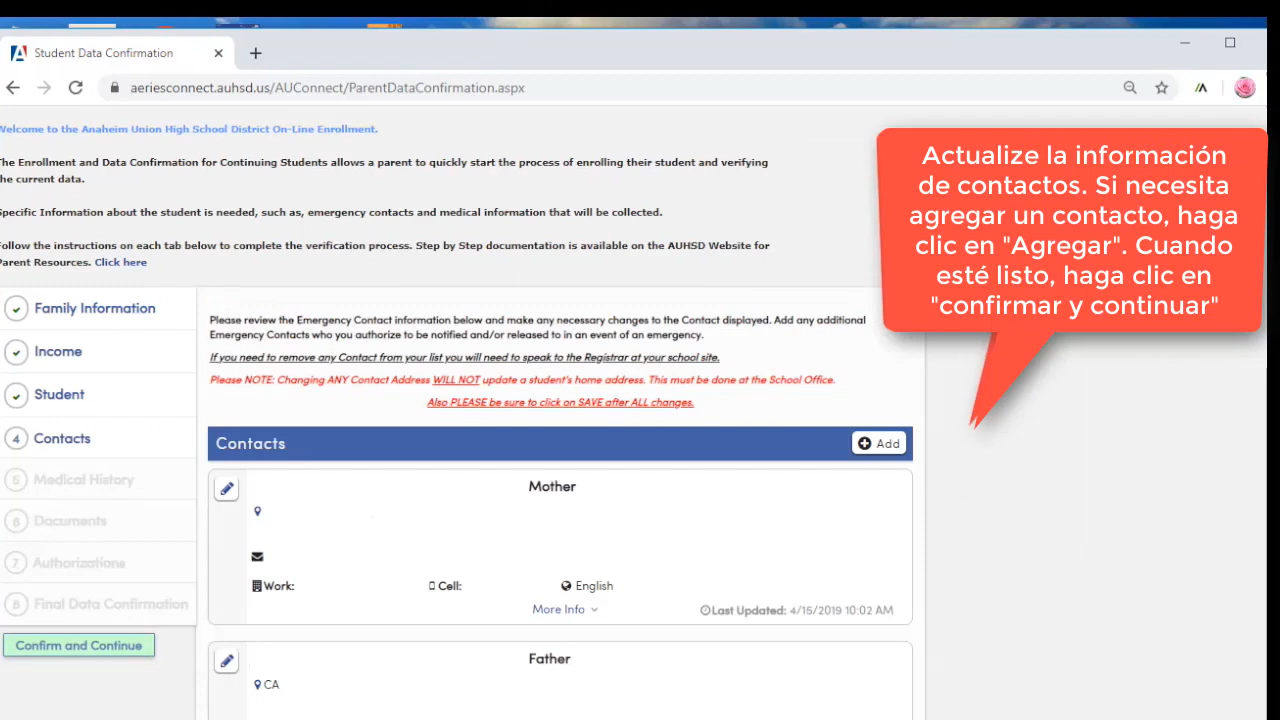 Student Data Confirmation
aeriesconnect.auhsd.us/AUConnect/ParentDataConfirmation.aspx
Welcome to the Anaheim Union High School District On-Line Enrollment.
The Enrollment and Data Confirmation for Continuing Students allows a parent to quickly start the process of enrolling their student and verifying
the current data.
Specific Information about the student is needed, such as, emergency contacts and medical information that will be collected.
Follow the instructions on each tab below to complete the verification process. Step by Step documentation is available on the AUHSD Website for
Parent Resources. Click here
Actualize la información
de contactos. Si necesita
agregar un contacto, haga
clic en "Agregar". Cuando
esté listo, haga clic en
"confirmar y continuar"
Family Information
Income
Student
4 Contacts
5 Medical History
6 Documents
7 Authorizations
8 Final Data Confirmation
Confirm and Continue
Please review the Emergency Contact information below and make any necessary changes to the Contact displayed. Add any additional
Emergency Contacts who you authorize to be notified and/or released to in an event of an emergency.
If you need to remove any Contact from your list you will need to speak to the Registrar at your school site.
Please NOTE: Changing ANY Contact Address WILL NOT update a student's home address. This must be done at the School Office.
Also PLEASE be sure to click on SAVE after ALL changes.
Contacts
Add
Mother
Work: Cell: English
More Info Last Updated: 4/15/2019 10:02 AM
Father
CA